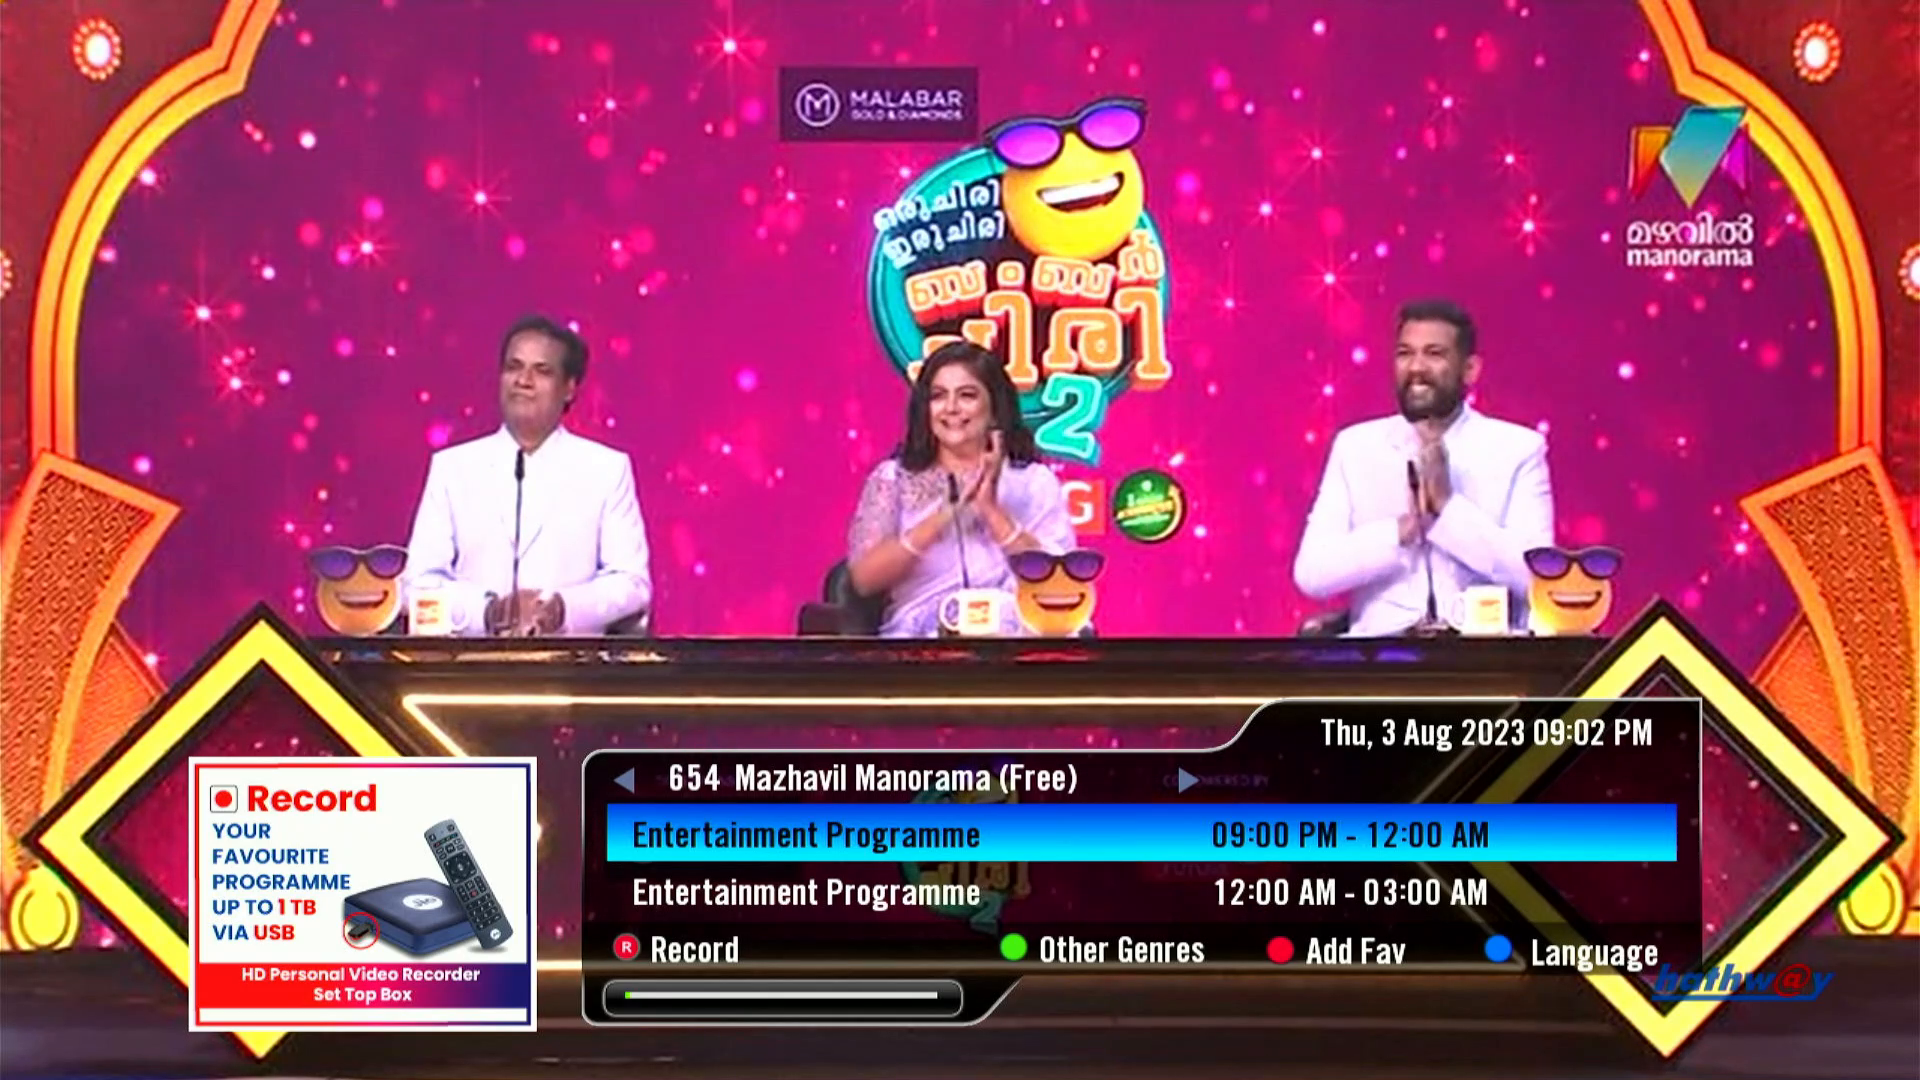 MALABAR
GOLD & DIAMONDS
ഒരുചിരി
ഇരുചിരി
ബംബർ
ചിരി
2
മഴവിൽ
manorama
G
Thu, 3 Aug 2023 09:02 PM
654 Mazhavil Manorama (Free)
Entertainment Programme 09:00 PM - 12:00 AM
Entertainment Programme 12:00 AM - 03:00 AM
R Record Other Genres Add Fav Language
hathw@y
Record
YOUR
FAVOURITE
PROGRAMME
UP TO 1 TB
VIA USB
HD Personal Video Recorder
Set Top Box